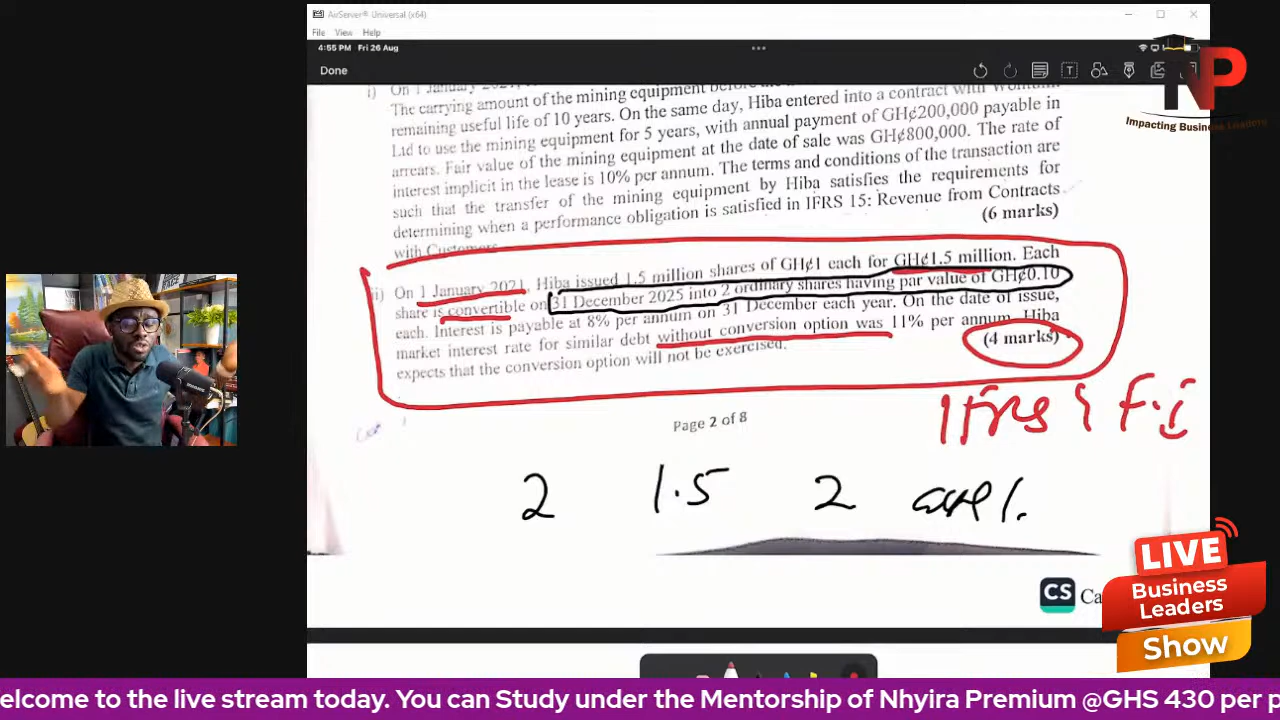 AirServer® Universal (x64)
File View Help
4:55 PM Fri 26 Aug
Done
NP
Impacting Business Leaders
i) On 1 January 2021,
The carrying amount of the mining equipment before the
remaining useful life of 10 years. On the same day, Hiba entered into a contract with
Ltd to use the mining equipment for 5 years, with annual payment of GH¢200,000 payable in
arrears. Fair value of the mining equipment at the date of sale was GH¢800,000. The rate of
interest implicit in the lease is 10% per annum. The terms and conditions of the transaction are
such that the transfer of the mining equipment by Hiba satisfies the requirements for
determining when a performance obligation is satisfied in IFRS 15: Revenue from Contracts
with Customers.
(6 marks)
ii) On 1 January 2021, Hiba issued 1.5 million shares of GH¢1 each for GH¢1.5 million. Each
share is convertible on 31 December 2025 into 2 ordinary shares having par value of GH¢0.10
each. Interest is payable at 8% per annum on 31 December each year. On the date of issue,
market interest rate for similar debt without conversion option was 11% per annum. Hiba
expects that the conversion option will not be exercised.
(4 marks)
IFRS
Page 2 of 8
2 1.5 2
CS Ca
LIVE
Business
Leaders
Show
elcome to the live stream today. You can Study under the Mentorship of Nhyira Premium @GHS 430 per p